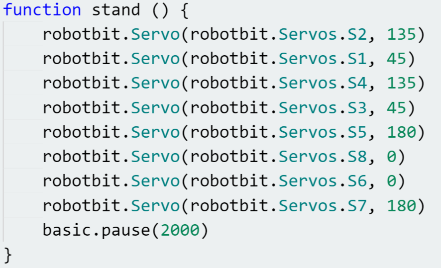 function stand () {
    robotbit.Servo(robotbit.Servos.S2, 135)
    robotbit.Servo(robotbit.Servos.S1, 45)
    robotbit.Servo(robotbit.Servos.S4, 135)
    robotbit.Servo(robotbit.Servos.S3, 45)
    robotbit.Servo(robotbit.Servos.S5, 180)
    robotbit.Servo(robotbit.Servos.S8, 0)
    robotbit.Servo(robotbit.Servos.S6, 0)
    robotbit.Servo(robotbit.Servos.S7, 180)
    basic.pause(2000)
}